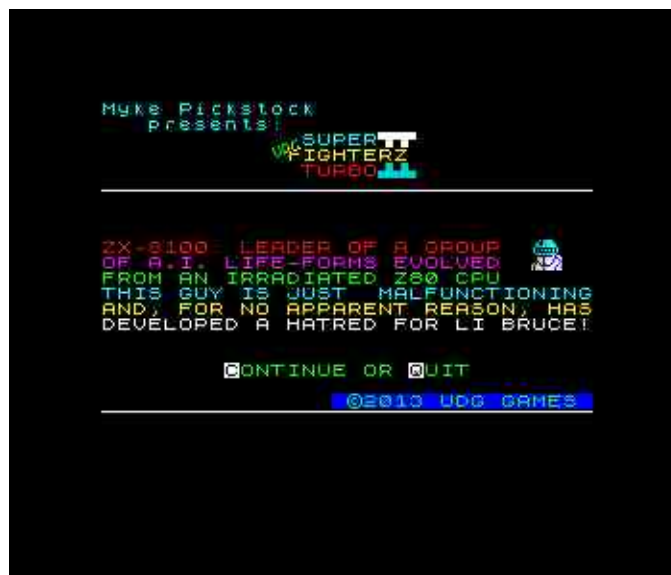 Myke Pickstock
presents:
SUPER II
UDG FIGHTERZ
TURBO
ZX-8100 LEADER OF A GROUP
OF A.I. LIFE-FORMS EVOLVED
FROM AN IRRADIATED Z80 CPU
THIS GUY IS JUST MALFUNCTIONING
AND, FOR NO APPARENT REASON, HAS
DEVELOPED A HATRED FOR LI BRUCE!
CONTINUE OR QUIT
©2013 UDG GAMES